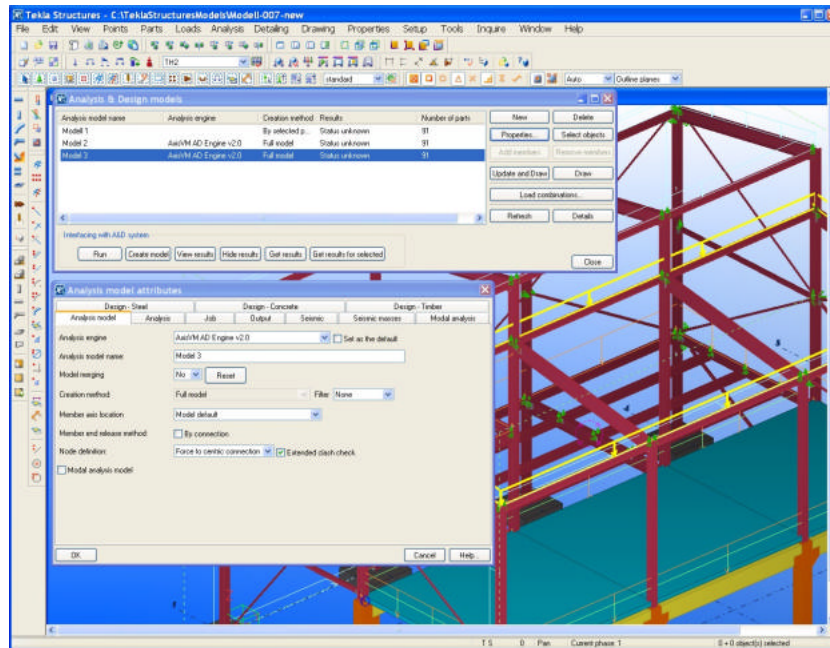 Tekla Structures - C:\TeklaStructuresModels\Modell-007-new
File Edit View Points Parts Loads Analysis Detailing Drawing Properties Setup Tools Inquire Window Help
TH2
standard Auto Outline planes
Analysis & Design models
Analysis model name Analysis engine Creation method Results Number of parts
Modell 1 By selected p... Status unknown 91
Modell 2 AxisVM AD Engine v2.0 Full model Status unknown 91
Modell 3 AxisVM AD Engine v2.0 Full model Status unknown 91
New Delete
Properties... Select objects
Add members Remove members
Update and Draw Draw
Load combinations...
Refresh Details
Interfacing with A&D system
Run Create model View results Hide results Get results Get results for selected
Close
Analysis model attributes
Design - Steel Design - Concrete Design - Timber
Analysis model Analysis Job Output Seismic Seismic masses Modal analysis
Analysis engine AxisVM AD Engine v2.0 Set as the default
Analysis model name: Modell 3
Model merging No Reset
Creation method: Full model Filter None
Member axis location Model default
Member end release method: By connection
Node definition: Force to centric connection Extended clash check
Modal analysis model
OK Cancel Help...
T S 0 Pan Current phase 1 0 + 0 object(s) selected